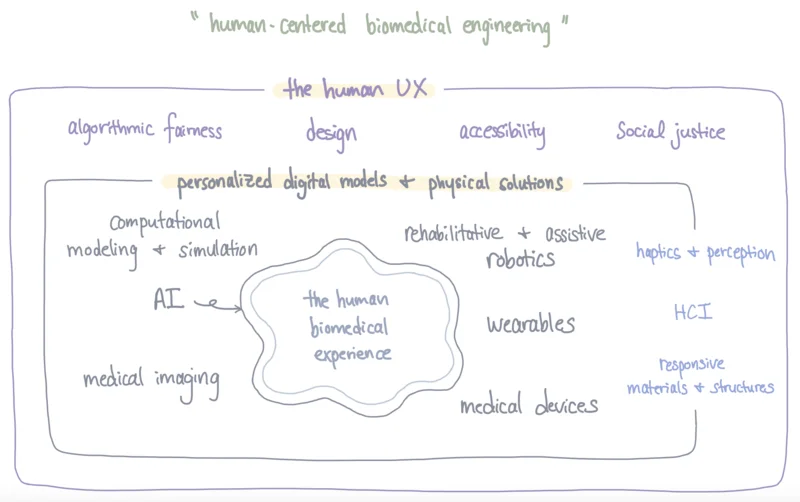 "human-centered biomedical engineering"
the human UX
algorithmic fairness
design
accessibility
Social justice
personalized digital models + physical solutions
computational
modeling + simulation
AI
medical imaging
the human
biomedical
experience
rehabilitative + assistive
robotics
wearables
medical devices
haptics + perception
HCI
responsive
materials + structures